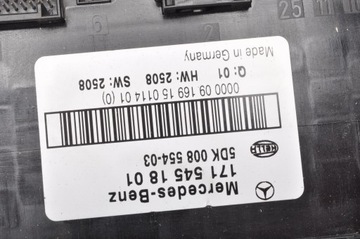 Mercedes-Benz
171 545 18 01
HELLA
5DK 008 554-03
0000 09 169 15 0114 01 (0)
Q: 01 HW: 2508 SW: 2508
Made in Germany
25
11